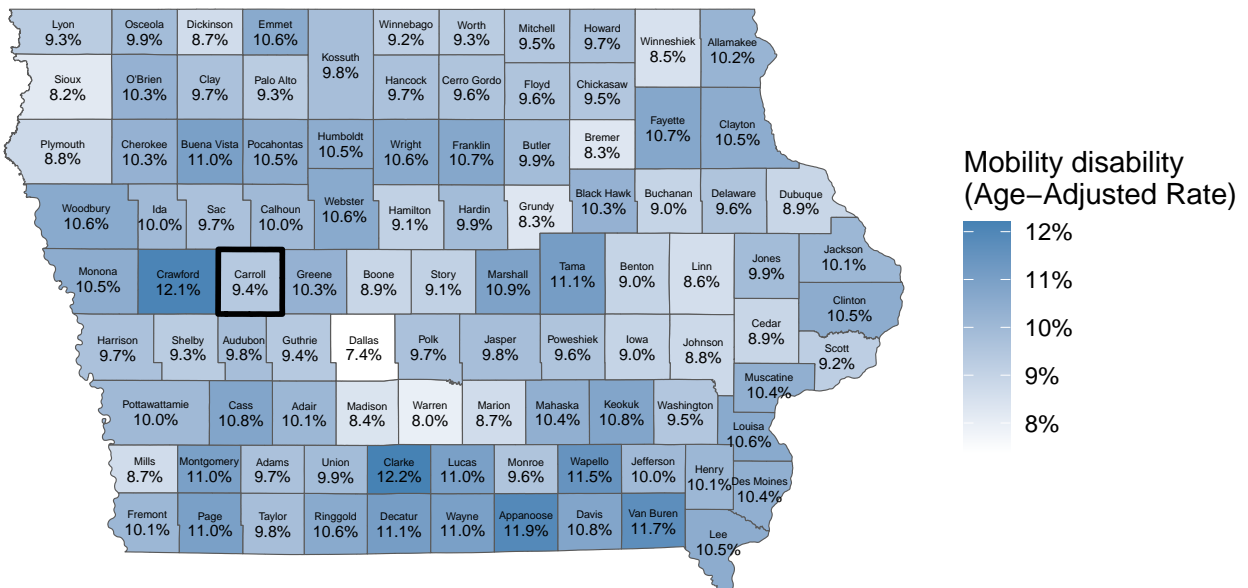 Lyon
9.3%
Osceola
9.9%
Dickinson
8.7%
Emmet
10.6%
Kossuth
9.8%
Winnebago
9.2%
Worth
9.3%
Mitchell
9.5%
Howard
9.7%
Winneshiek
8.5%
Allamakee
10.2%
Sioux
8.2%
O'Brien
10.3%
Clay
9.7%
Palo Alto
9.3%
Hancock
9.7%
Cerro Gordo
9.6%
Floyd
9.6%
Chickasaw
9.5%
Fayette
10.7%
Clayton
10.5%
Plymouth
8.8%
Cherokee
10.3%
Buena Vista
11.0%
Pocahontas
10.5%
Humboldt
10.5%
Wright
10.6%
Franklin
10.7%
Butler
9.9%
Bremer
8.3%
Woodbury
10.6%
Ida
10.0%
Sac
9.7%
Calhoun
10.0%
Webster
10.6%
Hamilton
9.1%
Hardin
9.9%
Grundy
8.3%
Black Hawk
10.3%
Buchanan
9.0%
Delaware
9.6%
Dubuque
8.9%
Monona
10.5%
Crawford
12.1%
Carroll
9.4%
Greene
10.3%
Boone
8.9%
Story
9.1%
Marshall
10.9%
Tama
11.1%
Benton
9.0%
Linn
8.6%
Jones
9.9%
Jackson
10.1%
Clinton
10.5%
Harrison
9.7%
Shelby
9.3%
Audubon
9.8%
Guthrie
9.4%
Dallas
7.4%
Polk
9.7%
Jasper
9.8%
Poweshiek
9.6%
Iowa
9.0%
Johnson
8.8%
Cedar
8.9%
Scott
9.2%
Muscatine
10.4%
Pottawattamie
10.0%
Cass
10.8%
Adair
10.1%
Madison
8.4%
Warren
8.0%
Marion
8.7%
Mahaska
10.4%
Keokuk
10.8%
Washington
9.5%
Louisa
10.6%
Mills
8.7%
Montgomery
11.0%
Adams
9.7%
Union
9.9%
Clarke
12.2%
Lucas
11.0%
Monroe
9.6%
Wapello
11.5%
Jefferson
10.0%
Henry
10.1%
Des Moines
10.4%
Fremont
10.1%
Page
11.0%
Taylor
9.8%
Ringgold
10.6%
Decatur
11.1%
Wayne
11.0%
Appanoose
11.9%
Davis
10.8%
Van Buren
11.7%
Lee
10.5%
Mobility disability
(Age−Adjusted Rate)
12%
11%
10%
9%
8%